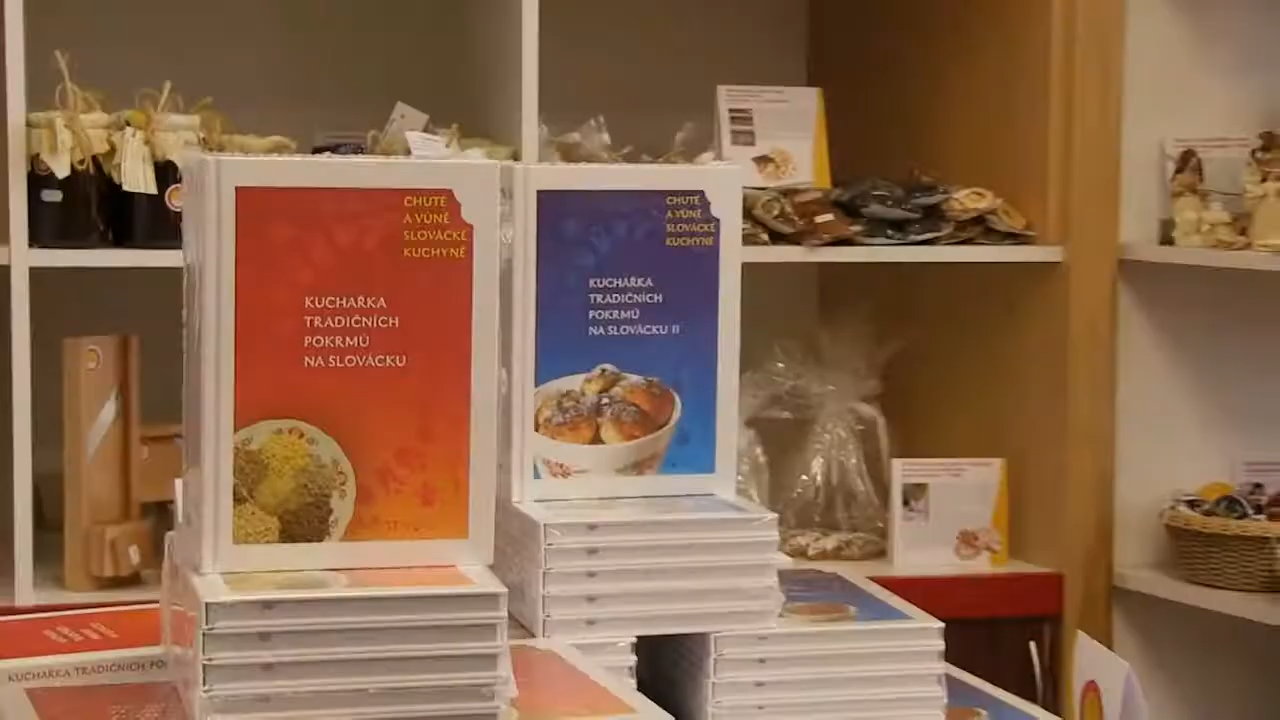 CHUTĚ
A VŮNĚ
SLOVÁCKÉ
KUCHYNĚ
KUCHAŘKA
TRADIČNÍCH
POKRMŮ
NA SLOVÁCKU
CHUTĚ
A VŮNĚ
SLOVÁCKÉ
KUCHYNĚ
KUCHAŘKA
TRADIČNÍCH
POKRMŮ
NA SLOVÁCKU II
KUCHAŘKA TRADIČNÍCH